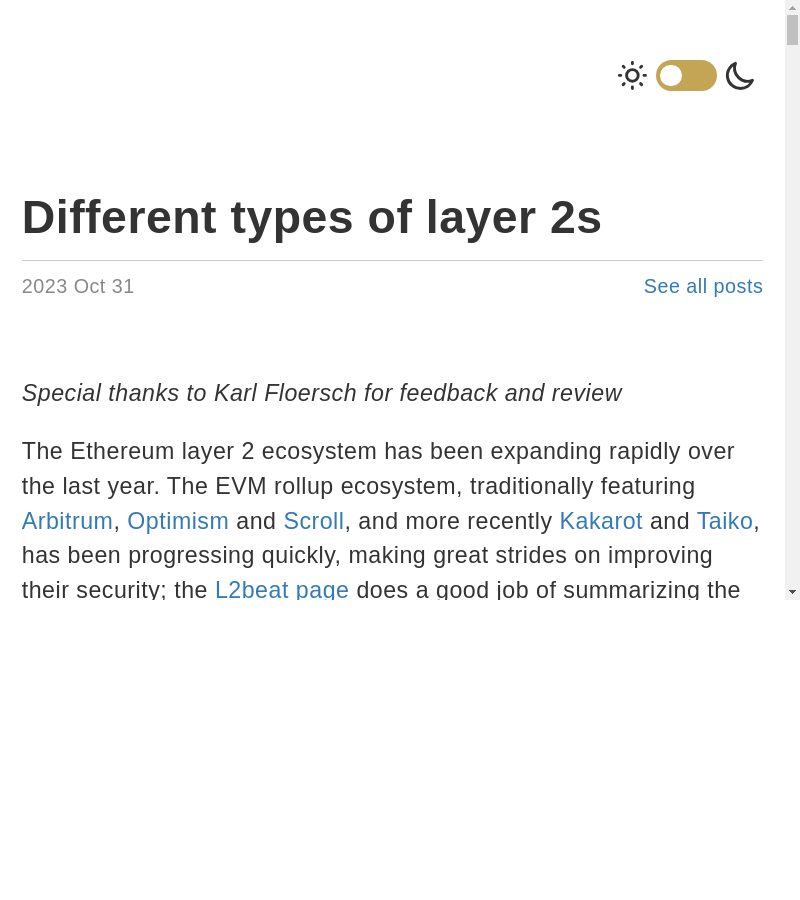 Different types of layer 2s
2023 Oct 31
See all posts
Special thanks to Karl Floersch for feedback and review
The Ethereum layer 2 ecosystem has been expanding rapidly over
the last year. The EVM rollup ecosystem, traditionally featuring
Arbitrum, Optimism and Scroll, and more recently Kakarot and Taiko,
has been progressing quickly, making great strides on improving
their security; the L2beat page does a good job of summarizing the